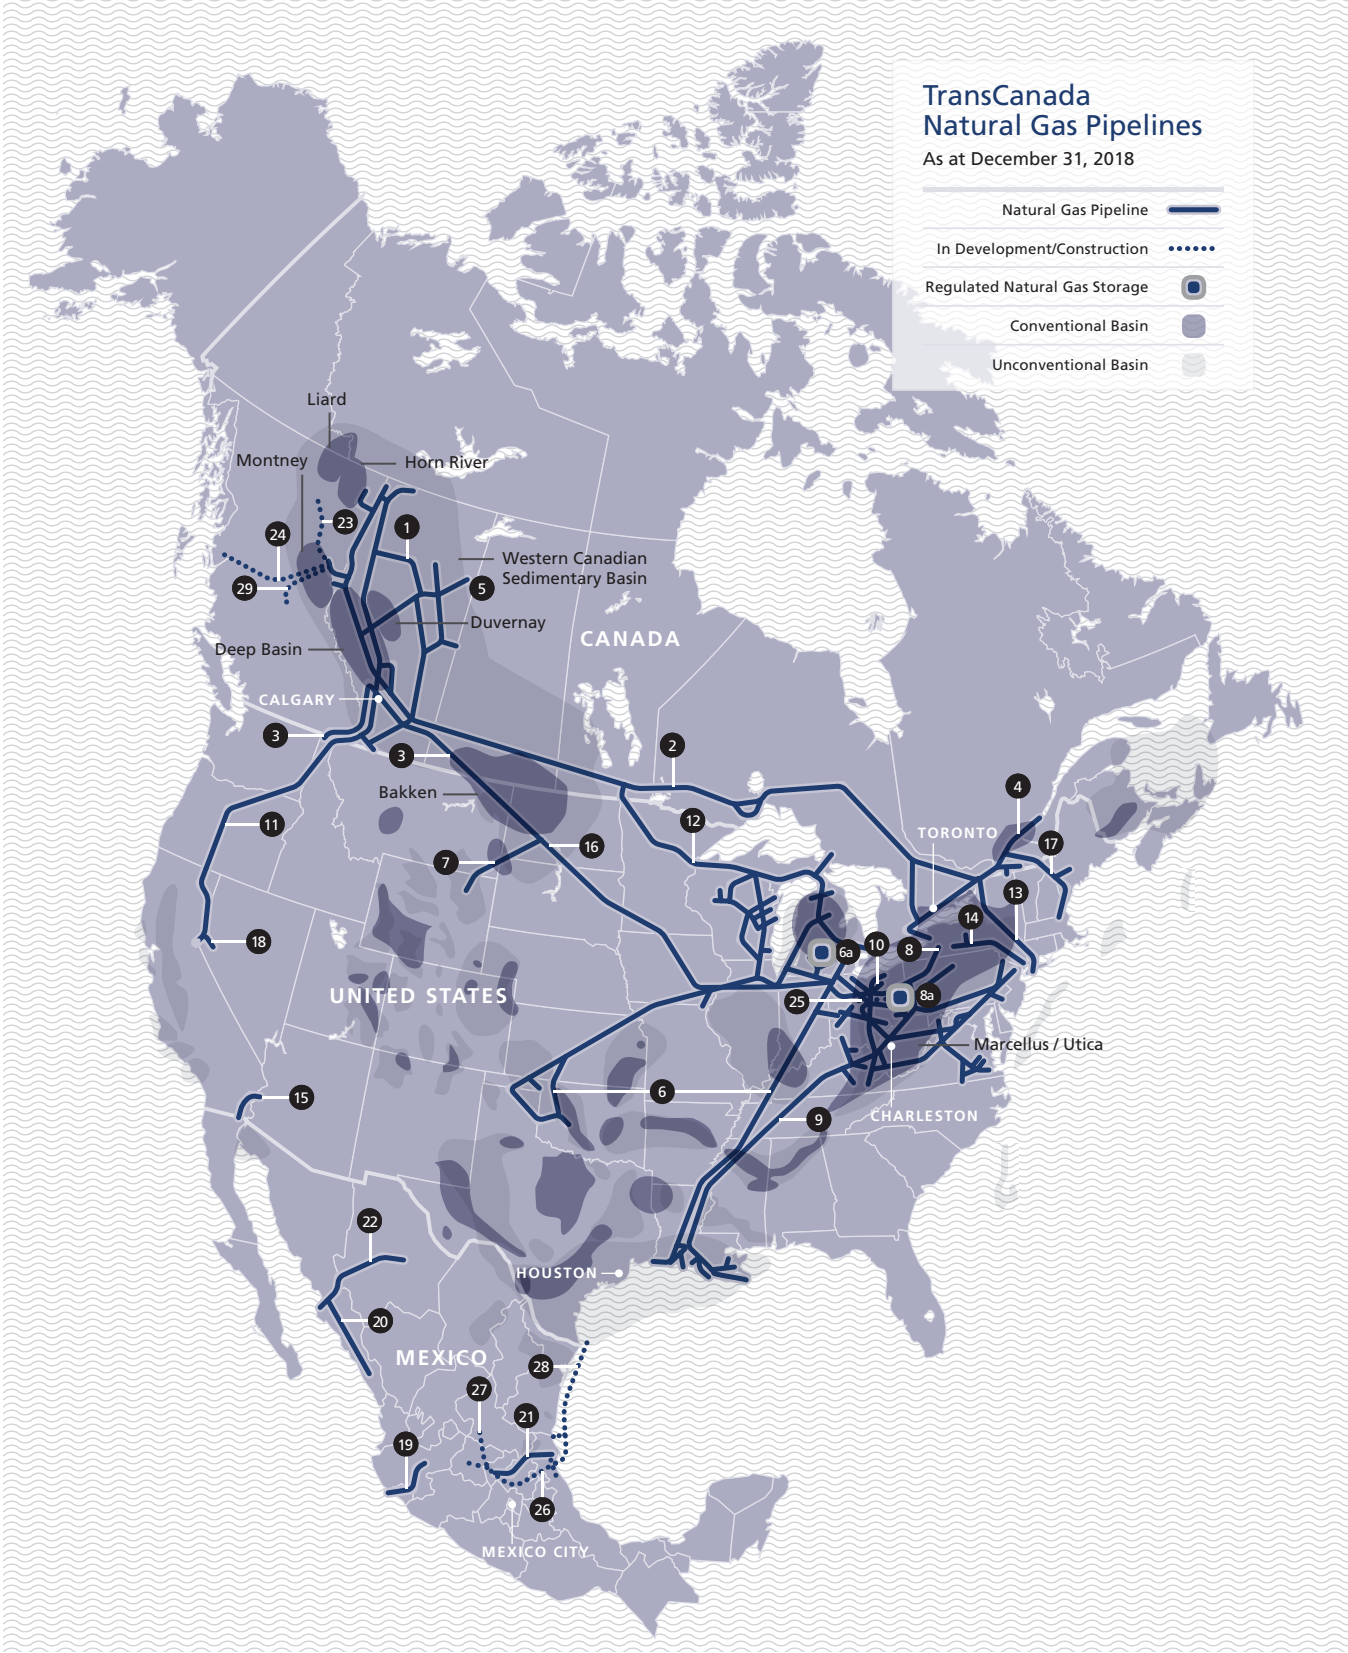 TransCanada
Natural Gas Pipelines
As at December 31, 2018
Natural Gas Pipeline
In Development/Construction
Regulated Natural Gas Storage
Conventional Basin
Unconventional Basin
Liard
Montney
Horn River
23
24
1
Western Canadian
Sedimentary Basin
29
5
Duvernay
CANADA
Deep Basin
CALGARY
3
3
2
Bakken
4
11
12
TORONTO
16
17
7
13
14
18
6a
10
8
UNITED STATES
25
8a
Marcellus / Utica
15
6
9
CHARLESTON
22
HOUSTON
20
MEXICO
28
27
21
19
26
MEXICO CITY